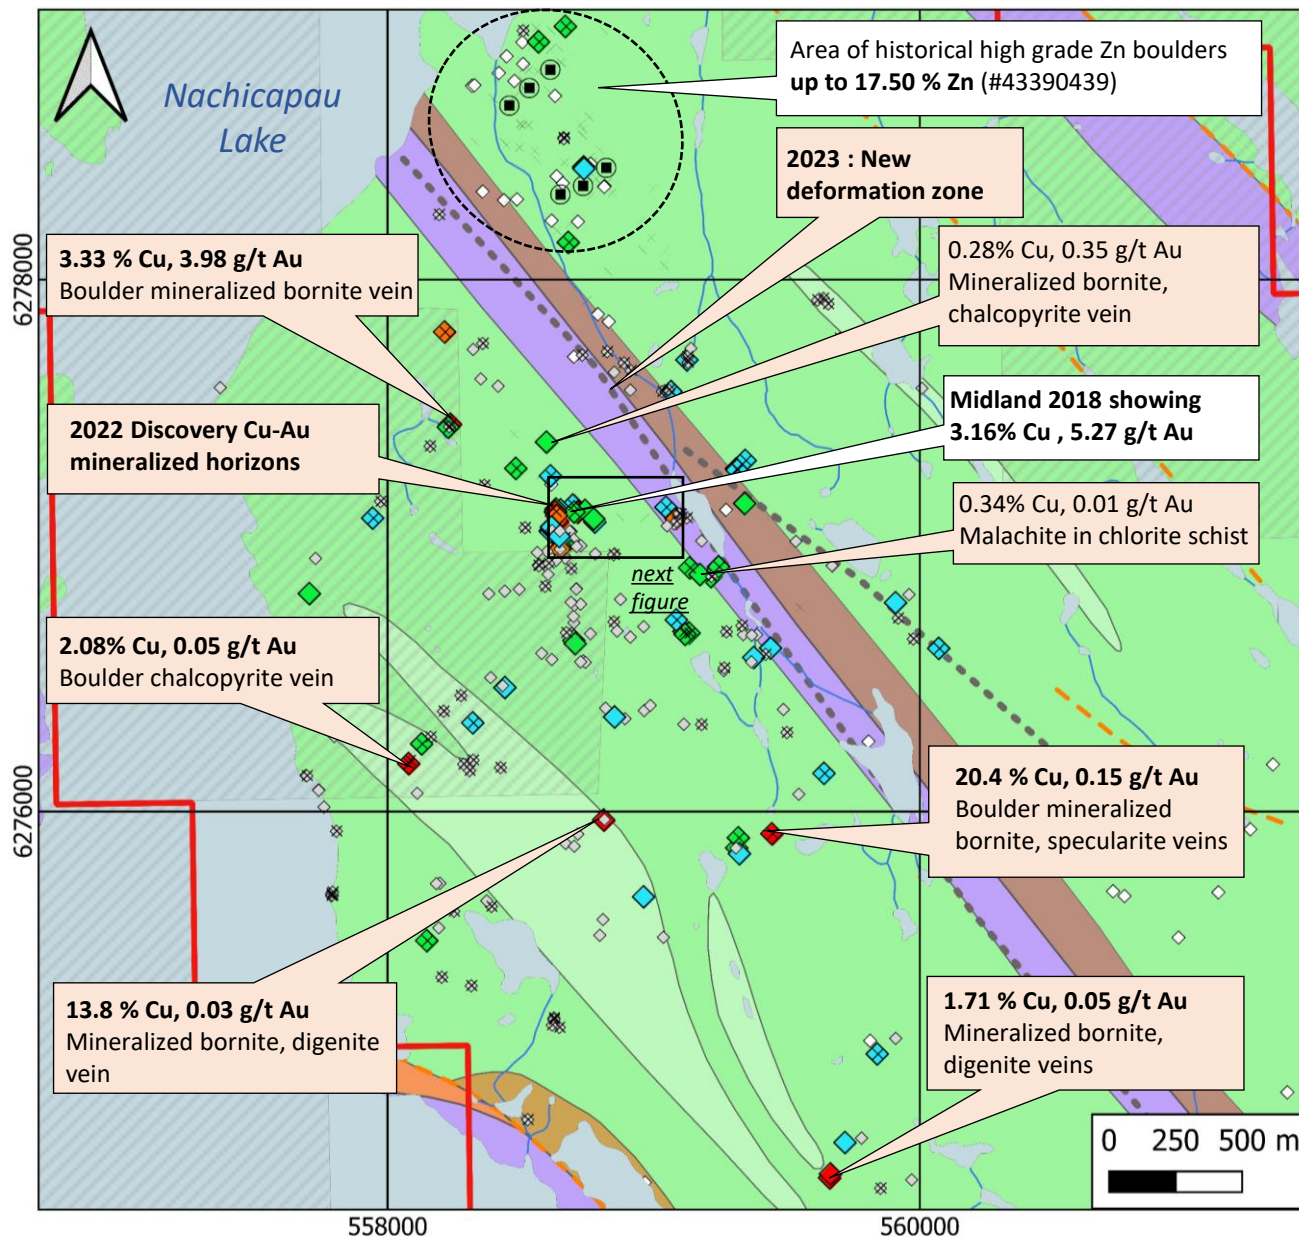 Nachicapau
Lake
Area of historical high grade Zn boulders
up to 17.50 % Zn (#43390439)
2023 : New
deformation zone
3.33 % Cu, 3.98 g/t Au
Boulder mineralized bornite vein
0.28% Cu, 0.35 g/t Au
Mineralized bornite,
chalcopyrite vein
6278000
2022 Discovery Cu-Au
mineralized horizons
Midland 2018 showing
3.16% Cu , 5.27 g/t Au
0.34% Cu, 0.01 g/t Au
Malachite in chlorite schist
next
figure
2.08% Cu, 0.05 g/t Au
Boulder chalcopyrite vein
20.4 % Cu, 0.15 g/t Au
Boulder mineralized
bornite, specularite veins
6276000
13.8 % Cu, 0.03 g/t Au
Mineralized bornite, digenite
vein
1.71 % Cu, 0.05 g/t Au
Mineralized bornite,
digenite veins
0 250 500 m
558000
560000